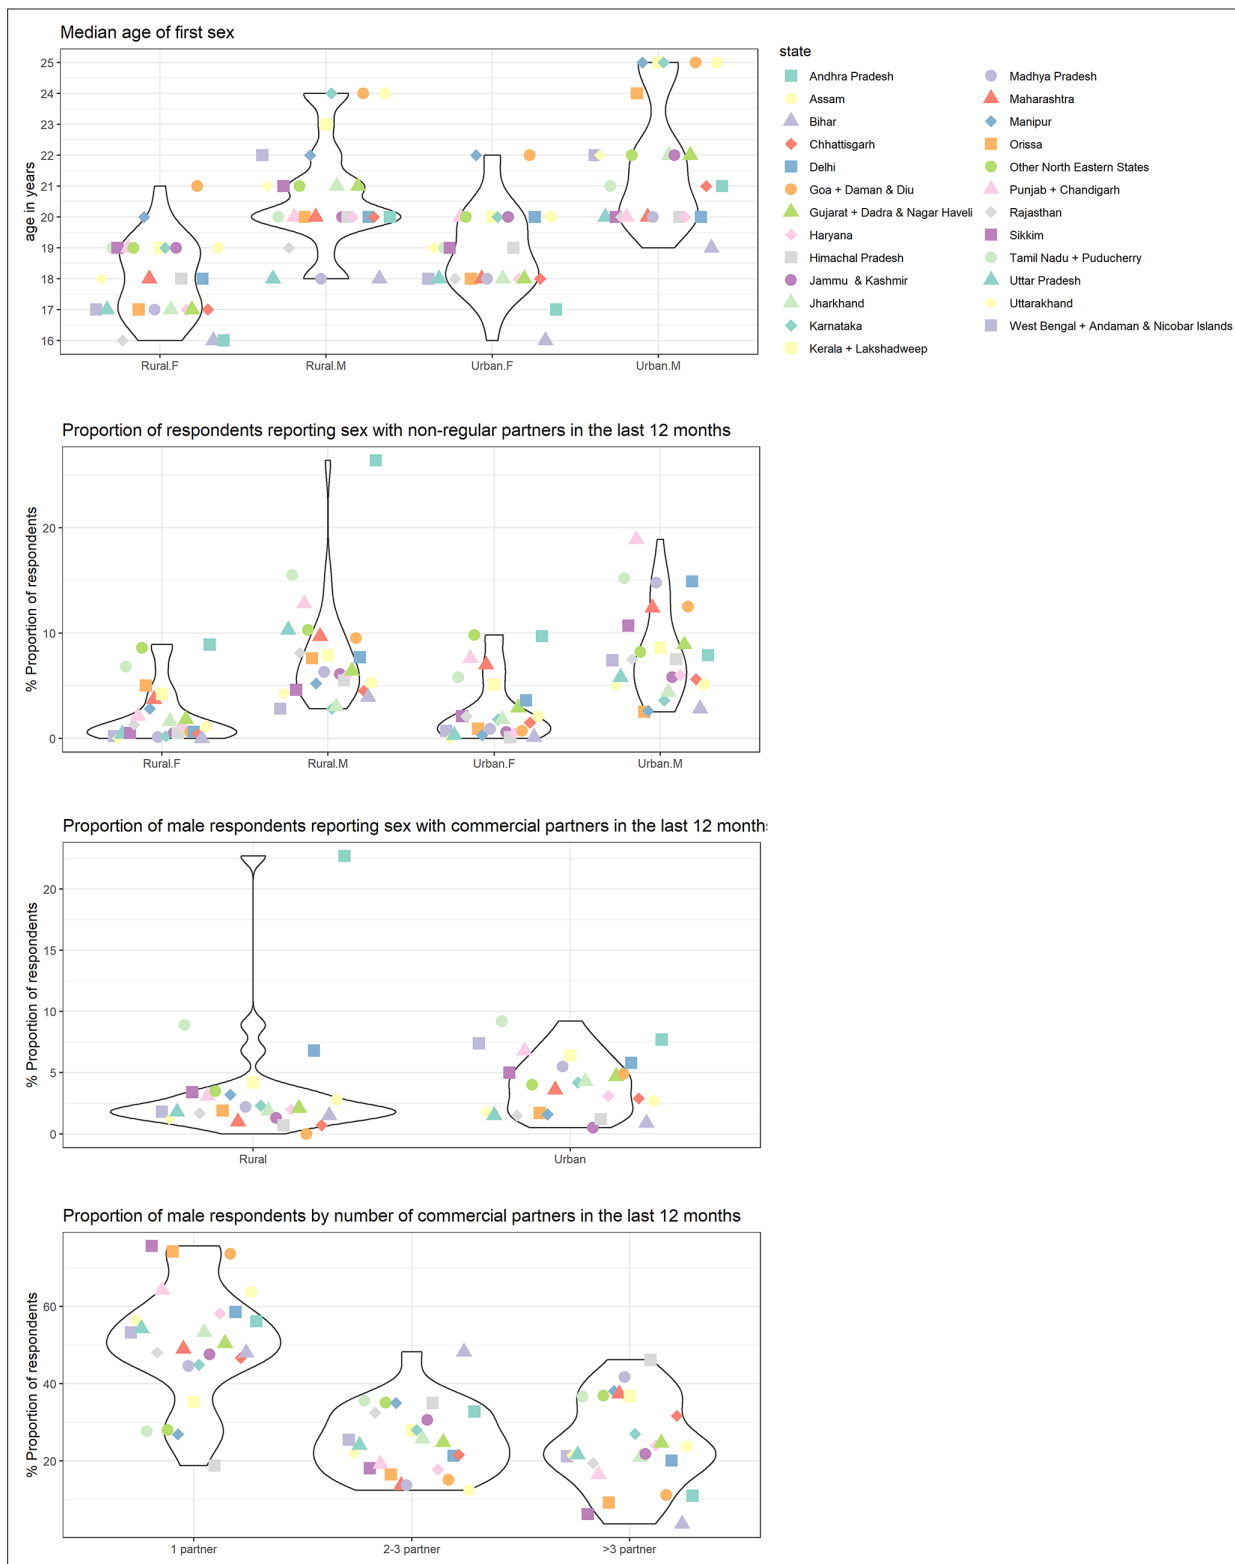 Median age of first sex
age in years
25
24
23
22
21
20
19
18
17
16
Rural.F Rural.M Urban.F Urban.M
state
Andhra Pradesh
Assam
Bihar
Chhattisgarh
Delhi
Goa + Daman & Diu
Gujarat + Dadra & Nagar Haveli
Haryana
Himachal Pradesh
Jammu & Kashmir
Jharkhand
Karnataka
Kerala + Lakshadweep
Madhya Pradesh
Maharashtra
Manipur
Orissa
Other North Eastern States
Punjab + Chandigarh
Rajasthan
Sikkim
Tamil Nadu + Puducherry
Uttar Pradesh
Uttarakhand
West Bengal + Andaman & Nicobar Islands
Proportion of respondents reporting sex with non-regular partners in the last 12 months
% Proportion of respondents
20
10
0
Rural.F Rural.M Urban.F Urban.M
Proportion of male respondents reporting sex with commercial partners in the last 12 month
% Proportion of respondents
20
15
10
5
0
Rural Urban
Proportion of male respondents by number of commercial partners in the last 12 months
% Proportion of respondents
60
40
20
1 partner 2-3 partner >3 partner